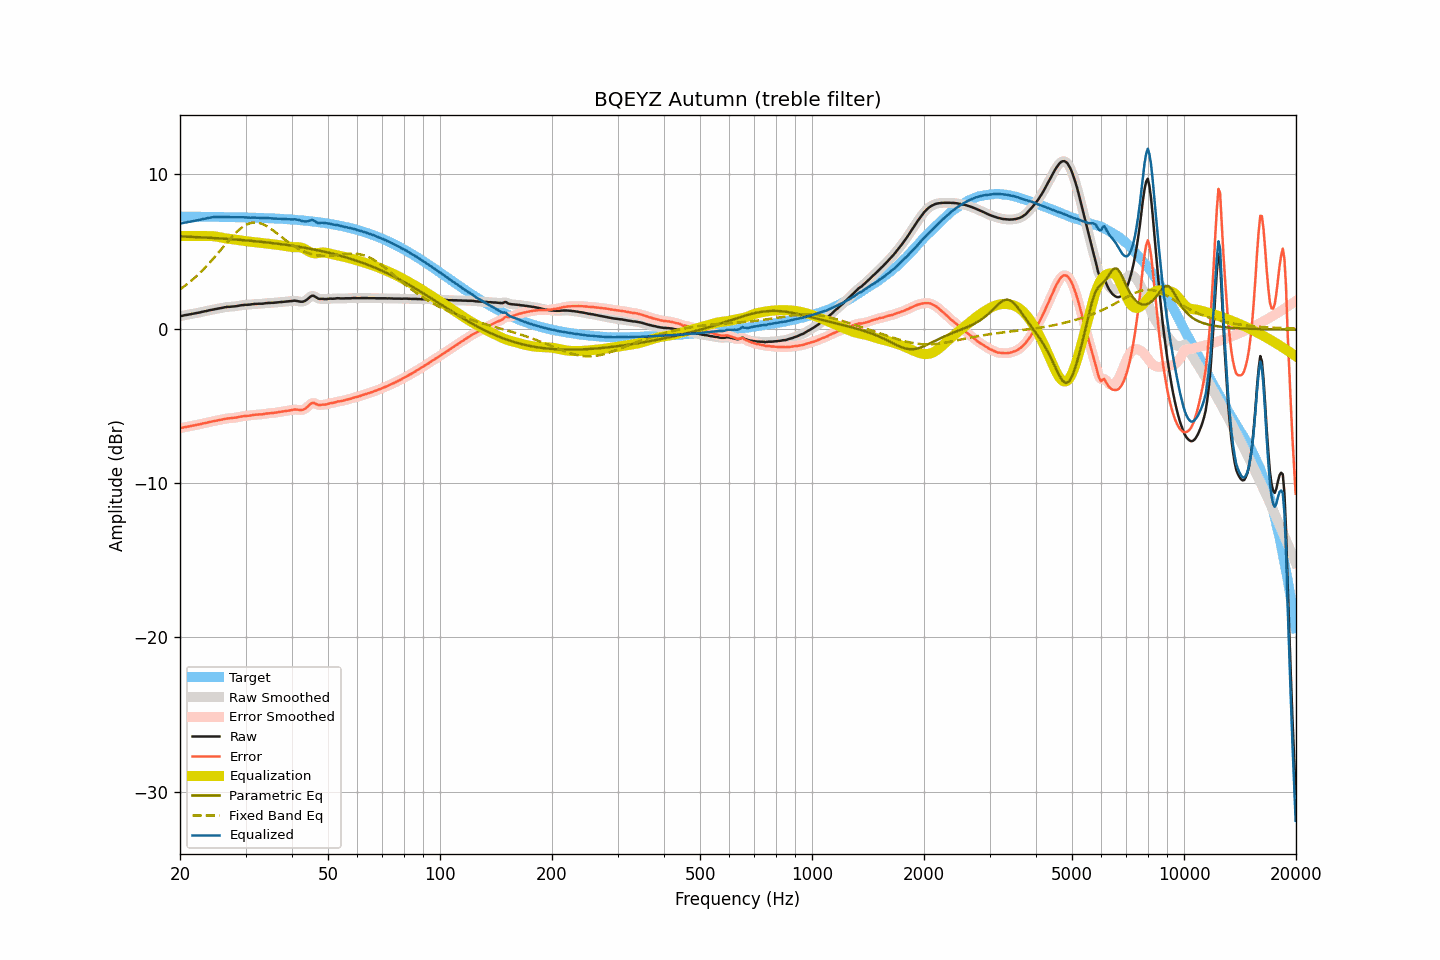 BQEYZ Autumn (treble filter)
10
0
−10
−20
−30
Amplitude (dBr)
Target
Raw Smoothed
Error Smoothed
Raw
Error
Equalization
Parametric Eq
Fixed Band Eq
Equalized
20 50 100 200 500 1000 2000 5000 10000 20000
Frequency (Hz)